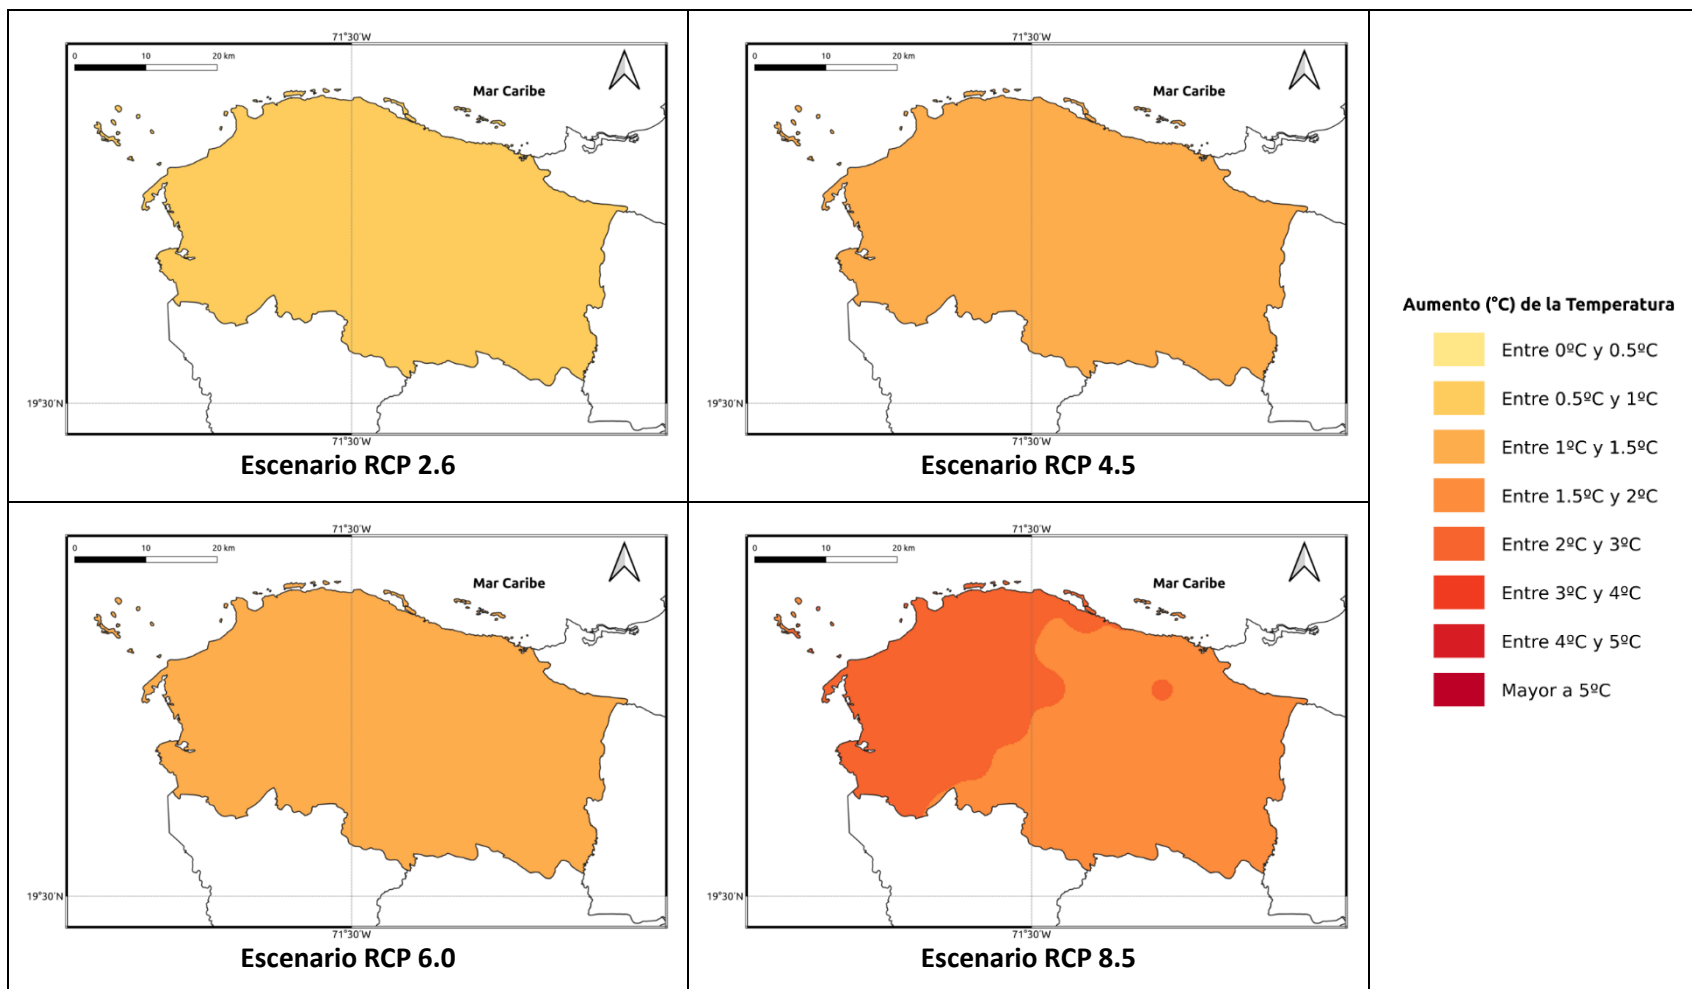 71°30'W
0 10 20 km
Mar Caribe
19°30'N
71°30'W
Escenario RCP 2.6
71°30'W
0 10 20 km
Mar Caribe
71°30'W
Escenario RCP 4.5
71°30'W
0 10 20 km
Mar Caribe
19°30'N
71°30'W
Escenario RCP 6.0
71°30'W
0 10 20 km
Mar Caribe
71°30'W
Escenario RCP 8.5
Aumento (°C) de la Temperatura
Entre 0ºC y 0.5ºC
Entre 0.5ºC y 1ºC
Entre 1ºC y 1.5ºC
Entre 1.5ºC y 2ºC
Entre 2ºC y 3ºC
Entre 3ºC y 4ºC
Entre 4ºC y 5ºC
Mayor a 5ºC